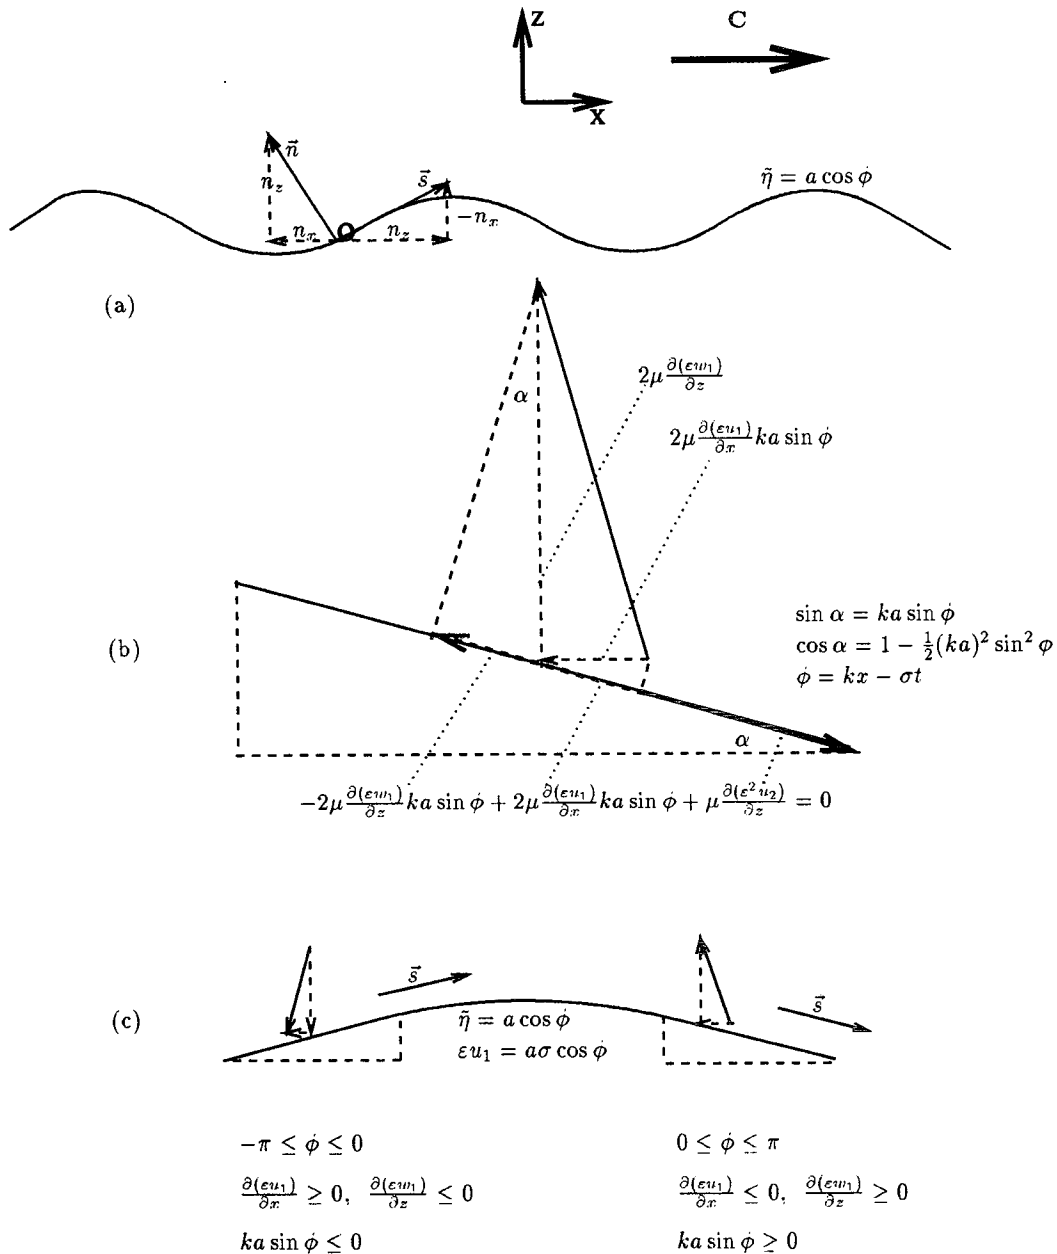 Z
C
X
n⃗
n_z
s⃗
η̃ = a cos ϕ
-n_x
n_x O n_z
(a)
2μ ∂(εw₁)/∂z
α
2μ ∂(εu₁)/∂x ka sin ϕ
sin α = ka sin ϕ
(b)
cos α = 1 − ½(ka)² sin² ϕ
ϕ = kx − σt
α
−2μ ∂(εw₁)/∂z ka sin ϕ + 2μ ∂(εu₁)/∂x ka sin ϕ + μ ∂(ε²u₂)/∂z = 0
s⃗
s⃗
(c)
η̃ = a cos ϕ
εu₁ = aσ cos ϕ
−π ≤ ϕ ≤ 0
0 ≤ ϕ ≤ π
∂(εu₁)/∂x ≥ 0, ∂(εw₁)/∂z ≤ 0
∂(εu₁)/∂x ≤ 0, ∂(εw₁)/∂z ≥ 0
ka sin ϕ ≤ 0
ka sin ϕ ≥ 0